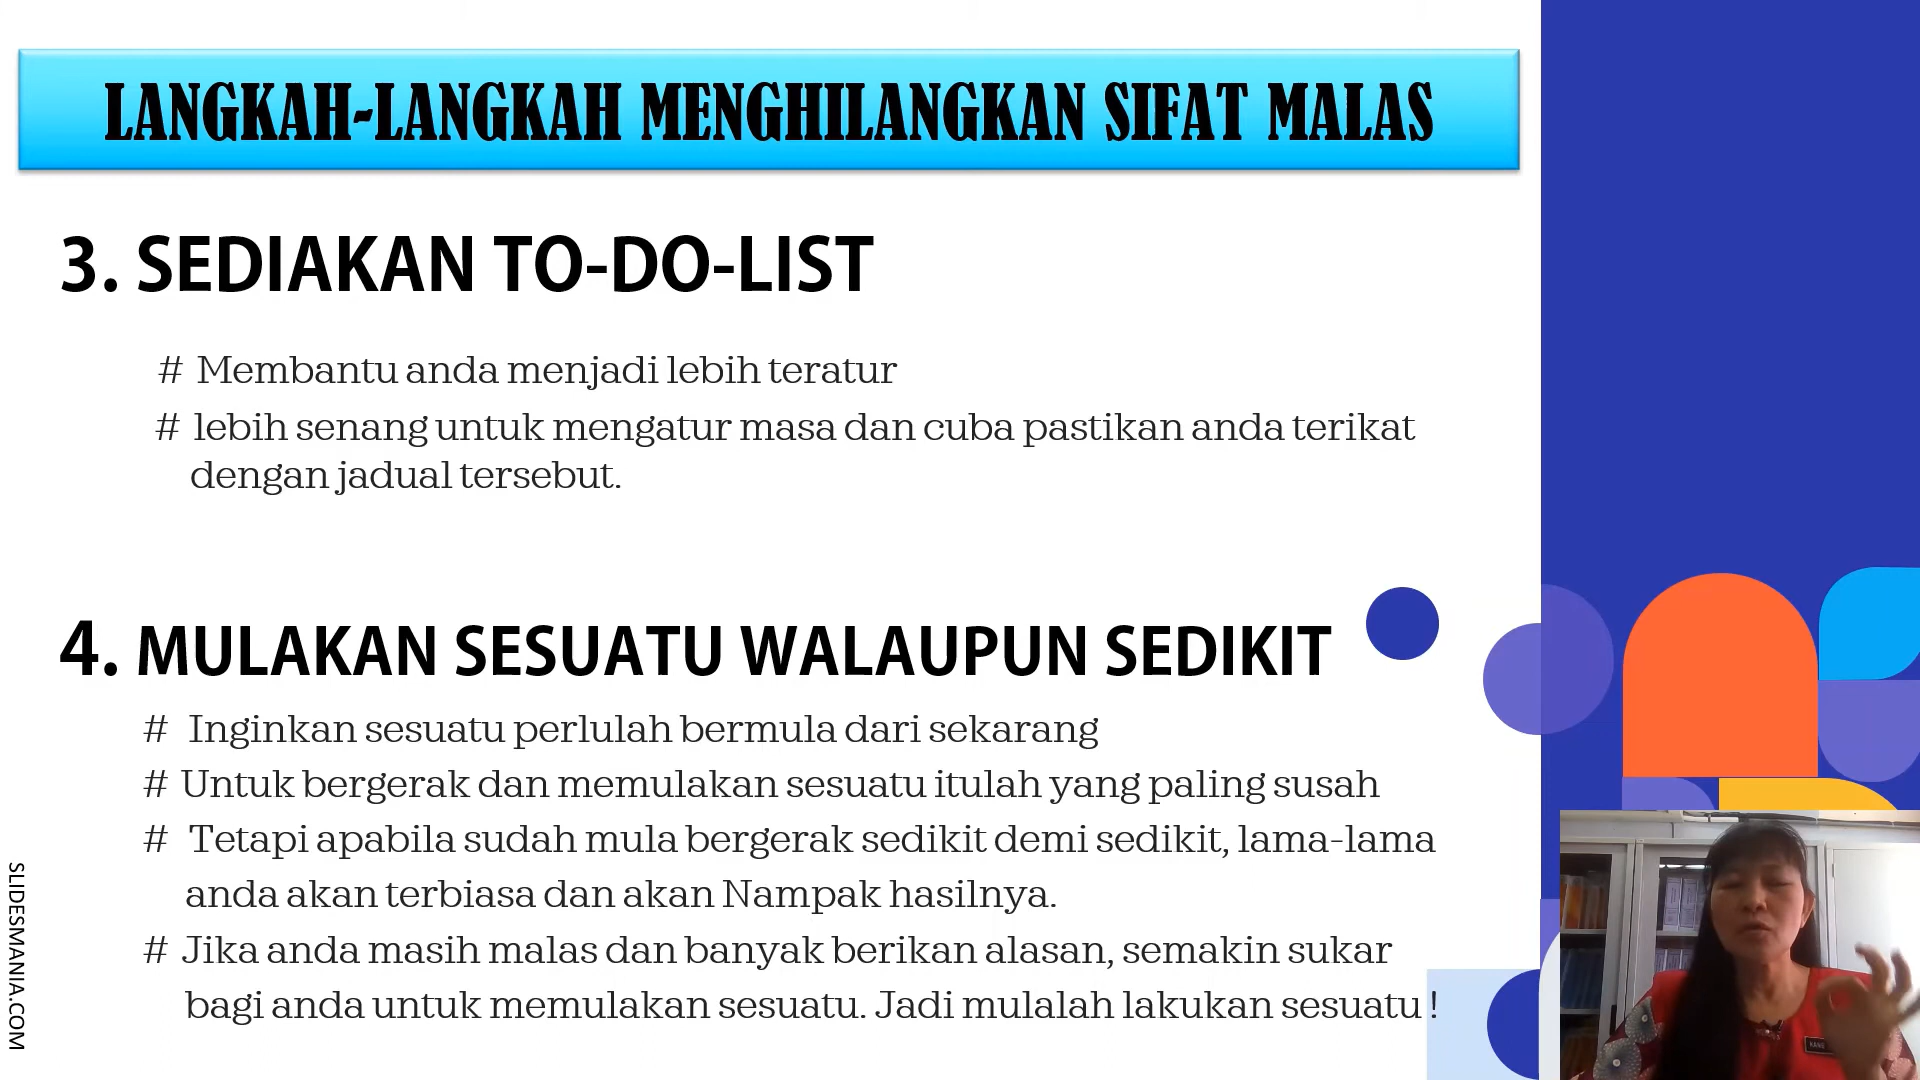 LANGKAH-LANGKAH MENGHILANGKAN SIFAT MALAS
3. SEDIAKAN TO-DO-LIST
# Membantu anda menjadi lebih teratur
# lebih senang untuk mengatur masa dan cuba pastikan anda terikat
dengan jadual tersebut.
4. MULAKAN SESUATU WALAUPUN SEDIKIT
# Inginkan sesuatu perlulah bermula dari sekarang
# Untuk bergerak dan memulakan sesuatu itulah yang paling susah
# Tetapi apabila sudah mula bergerak sedikit demi sedikit, lama-lama
anda akan terbiasa dan akan Nampak hasilnya.
# Jika anda masih malas dan banyak berikan alasan, semakin sukar
bagi anda untuk memulakan sesuatu. Jadi mulalah lakukan sesuatu !
SLIDESMANIA.COM